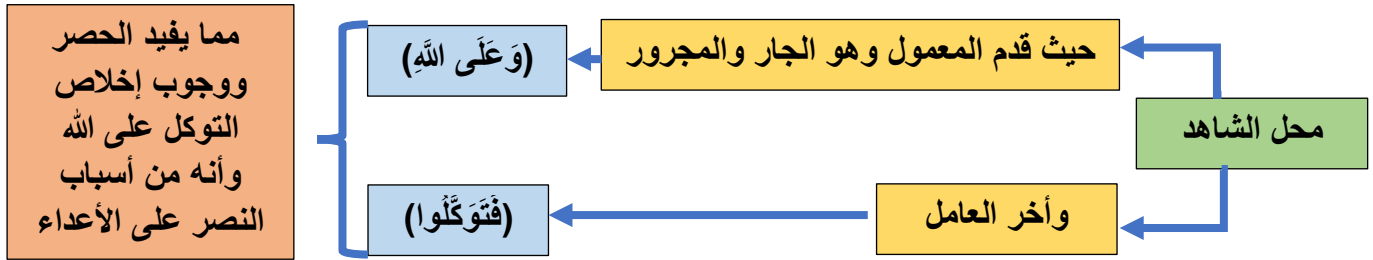 محل الشاهد
حيث قدم المعمول وهو الجار والمجرور
(وَعَلَى اللَّهِ)
وأخر العامل
(فَتَوَكَّلُوا)
مما يفيد الحصر
ووجوب إخلاص
التوكل على الله
وأنه من أسباب
النصر على الأعداء